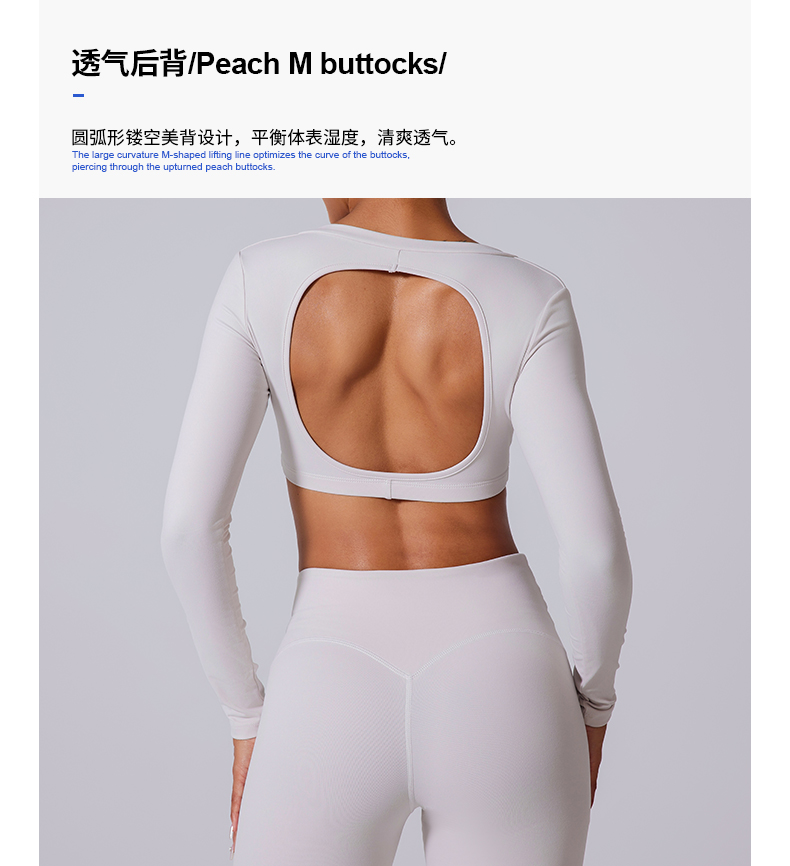 透气后背/Peach M buttocks/
圆弧形镂空美背设计，平衡体表湿度，清爽透气。
The large curvature M-shaped lifting line optimizes the curve of the buttocks,
piercing through the upturned peach buttocks.